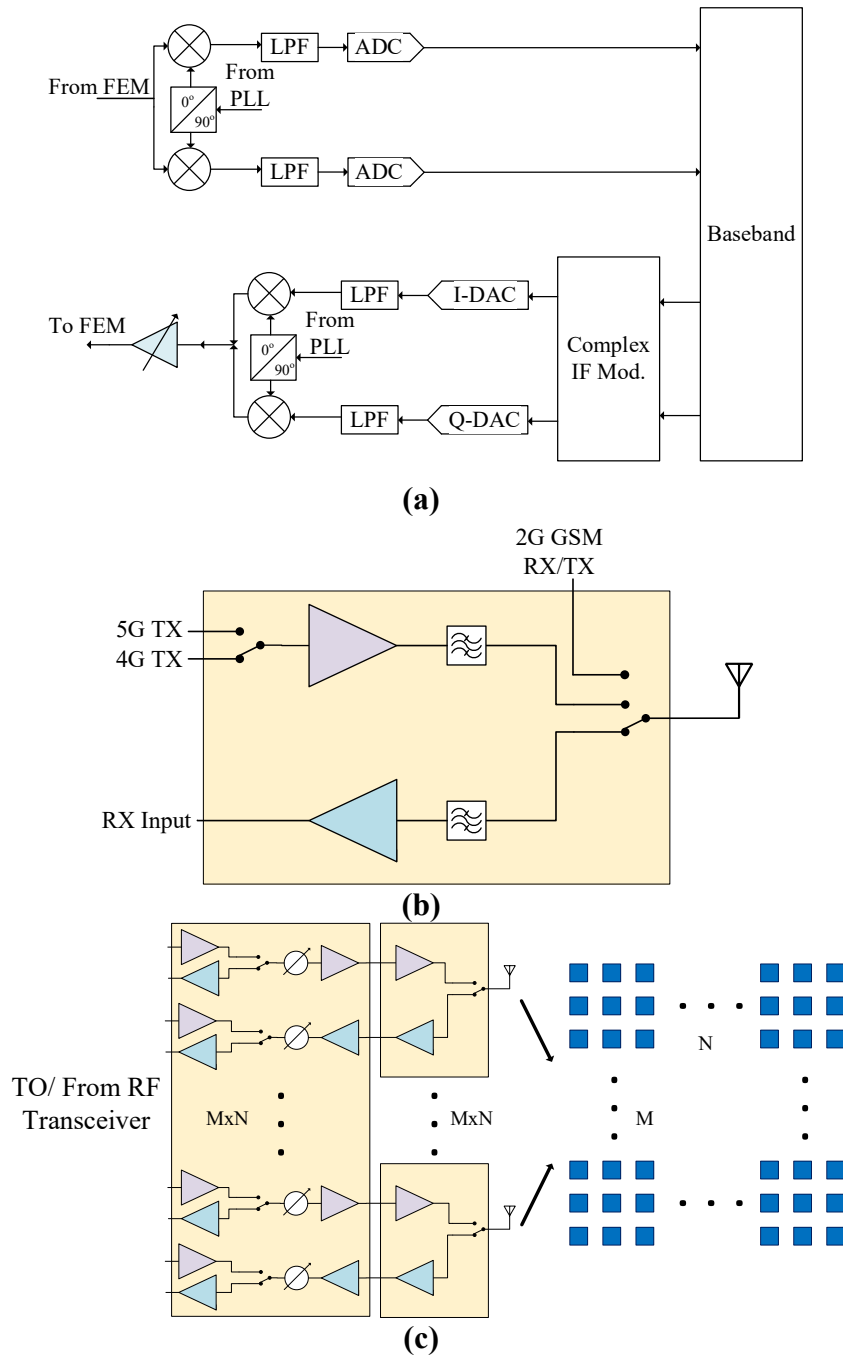 LPF
ADC
From
From FEM
PLL
0°
90°
LPF
ADC
Baseband
LPF
I-DAC
From
To FEM
PLL
0°
90°
Complex
IF Mod.
LPF
Q-DAC
(a)
2G GSM
RX/TX
5G TX
4G TX
RX Input
(b)
N
TO/ From RF
Transceiver
MxN
MxN
M
(c)